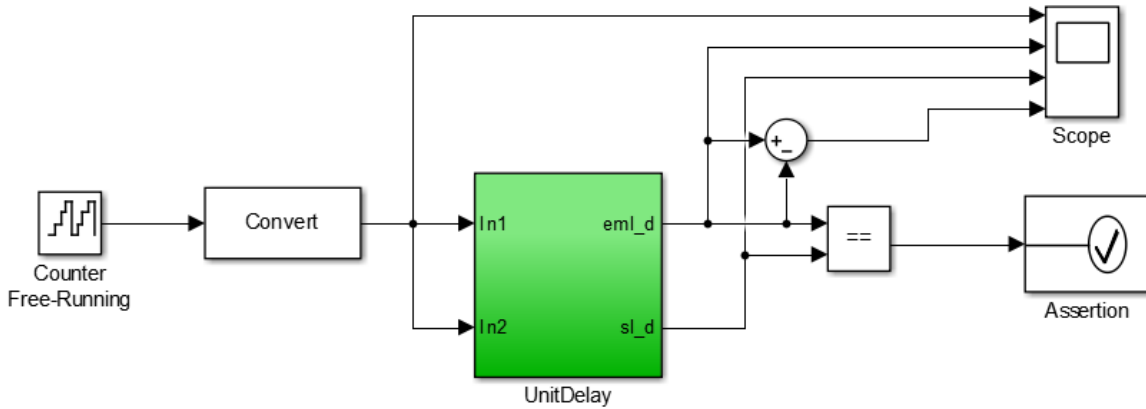 Scope
+
-
Convert
In1
eml_d
==
Counter
Free-Running
In2
sl_d
Assertion
UnitDelay